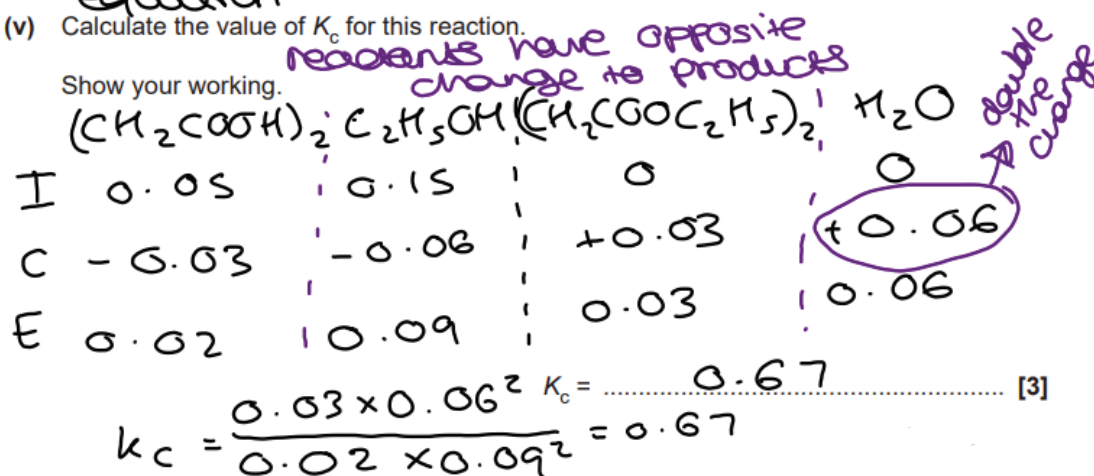 equation
(v) Calculate the value of Kc for this reaction.
reactants have opposite
change to products
Show your working.
double
the
change
(CH₂COOH)₂ C₂H₅OH (CH₂COOC₂H₅)₂ H₂O
I 0.05 0.15 0 0
C -0.03 -0.06 +0.03 +0.06
E 0.02 0.09 0.03 0.06
Kc = ........ 0.67 ........ [3]
kc = 0.03 × 0.06² / 0.02 × 0.09² = 0.67